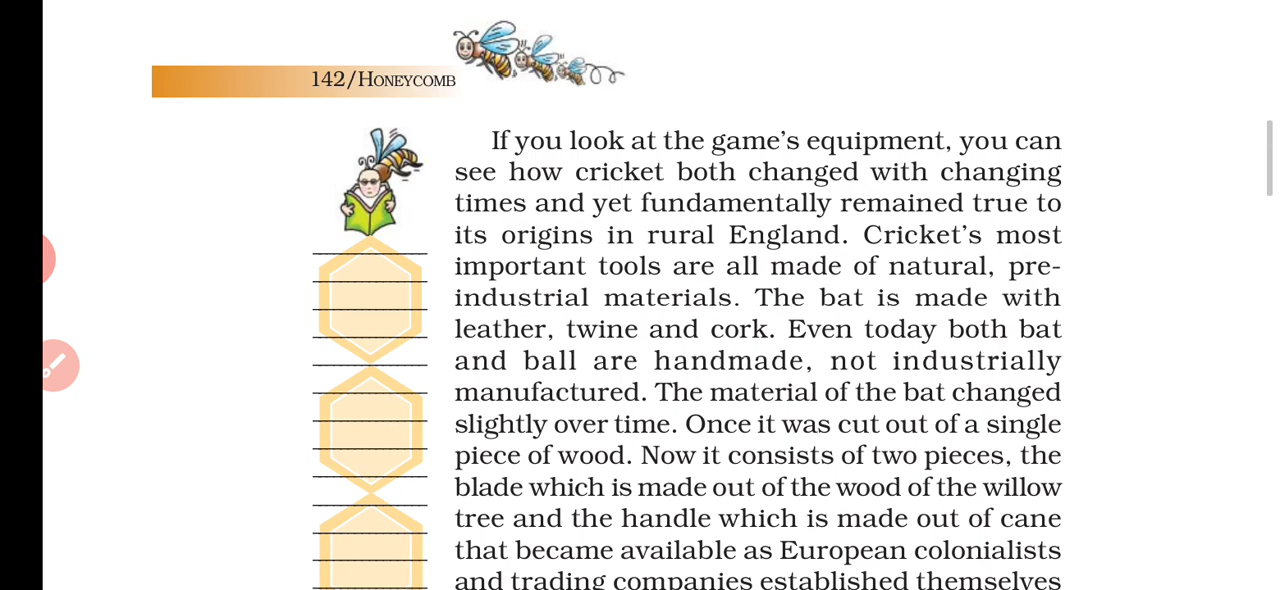 142/HONEYCOMB
If you look at the game's equipment, you can
see how cricket both changed with changing
times and yet fundamentally remained true to
its origins in rural England. Cricket's most
important tools are all made of natural, pre-
industrial materials. The bat is made with
leather, twine and cork. Even today both bat
and ball are handmade, not industrially
manufactured. The material of the bat changed
slightly over time. Once it was cut out of a single
piece of wood. Now it consists of two pieces, the
blade which is made out of the wood of the willow
tree and the handle which is made out of cane
that became available as European colonialists
and trading companies established themselves